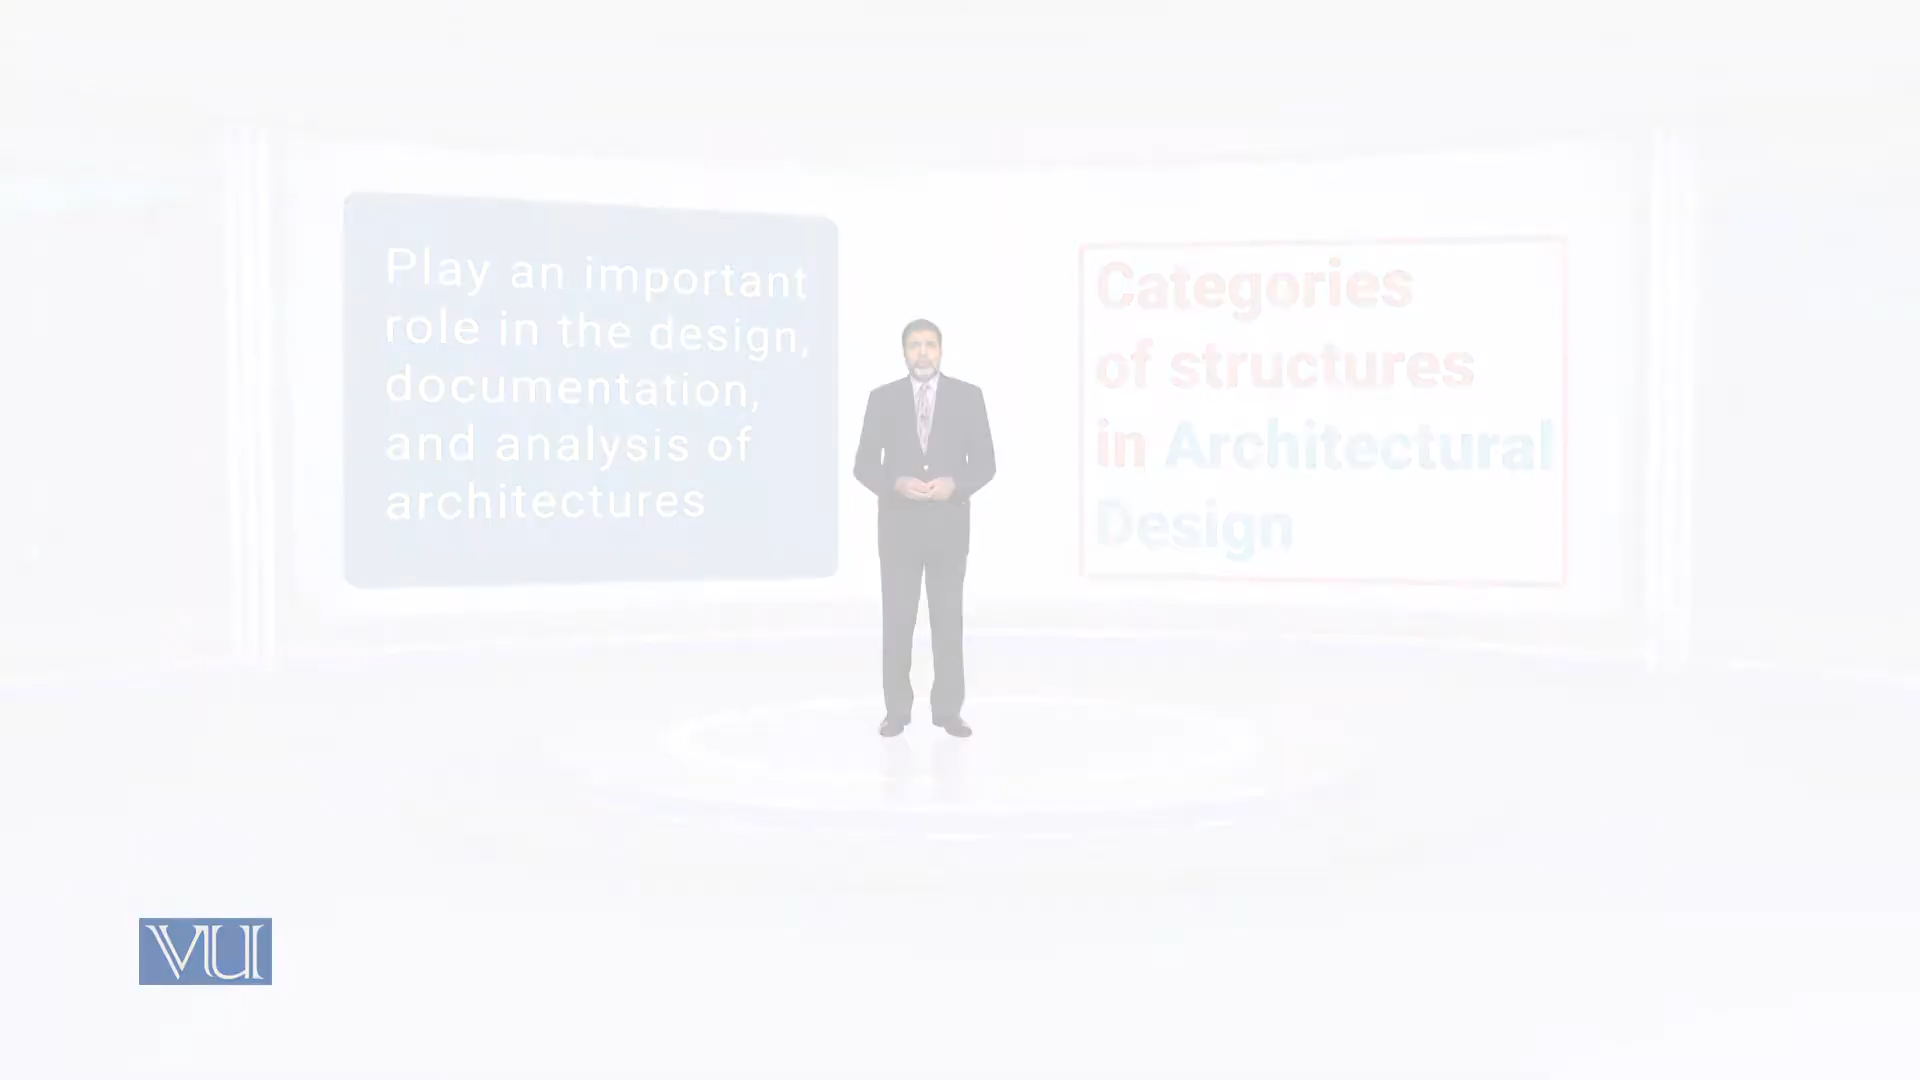 Play an important
role in the design,
documentation,
and analysis of
architectures
Categories
of structures
in Architectural
Design
VU